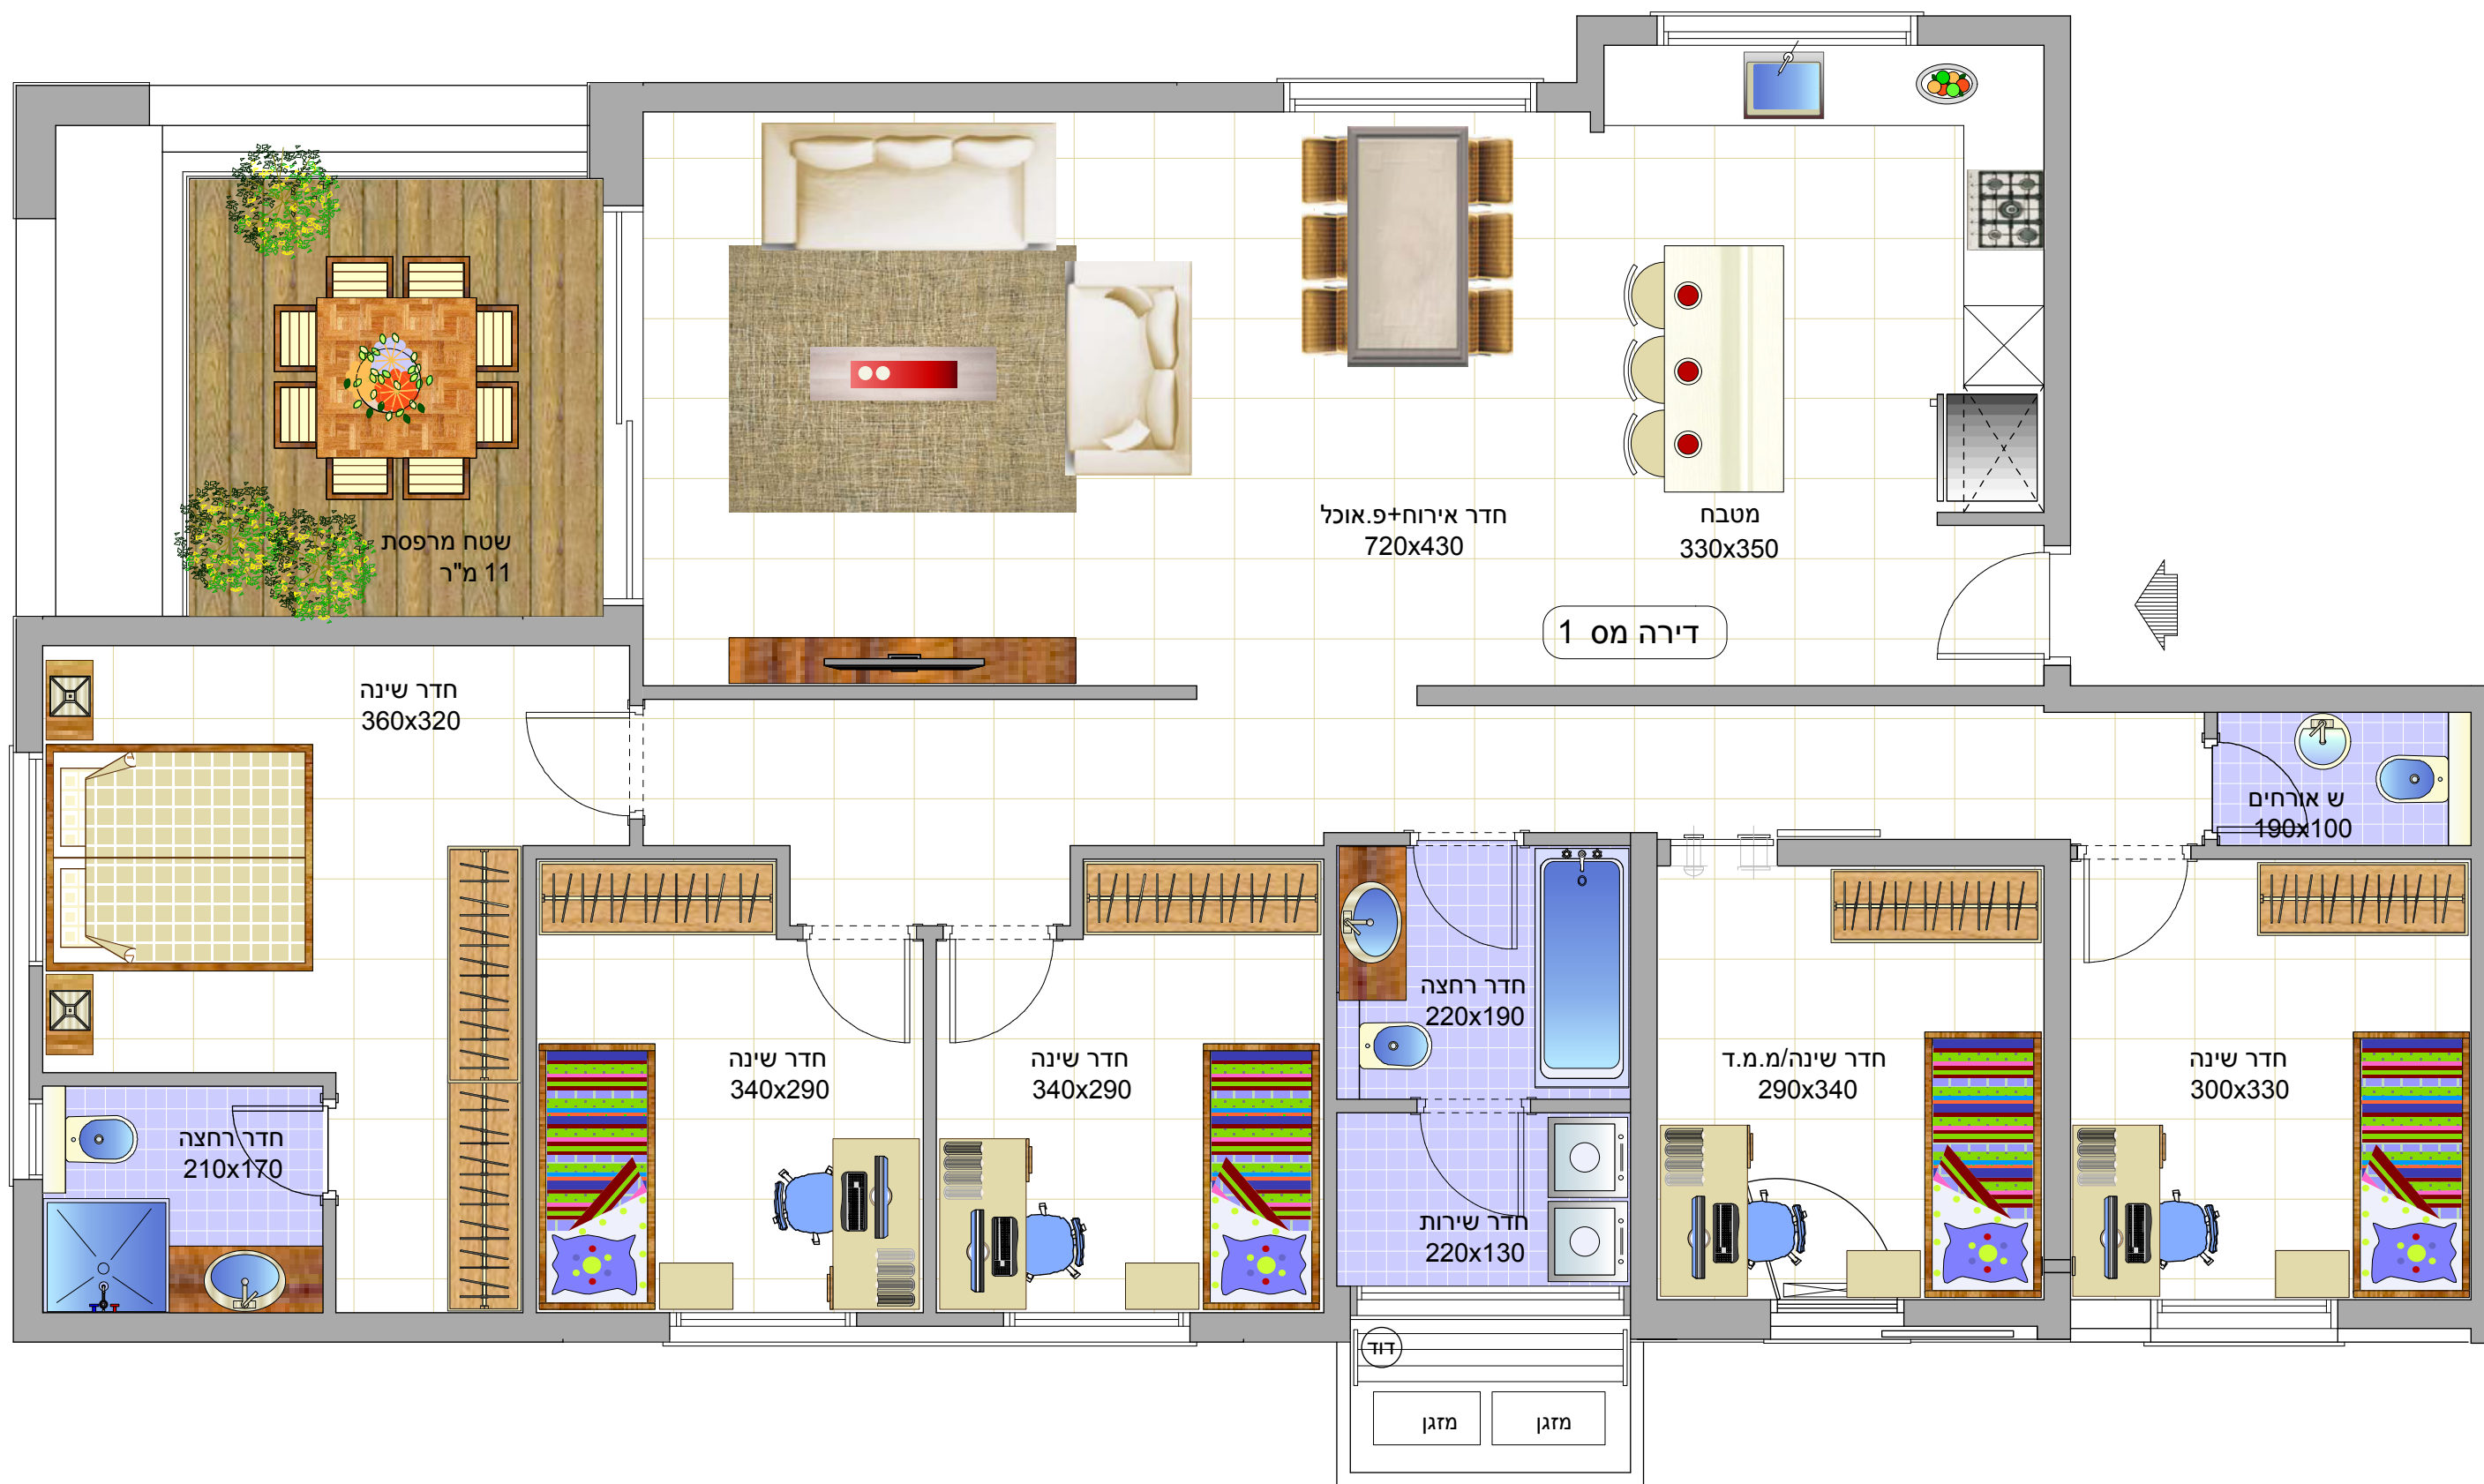 חדר אירוח+פ.אוכל
720x430
מטבח
330x350
שטח מרפסת
11 מ"ר
דירה מס 1
חדר שינה
360x320
ש אורחים
190x100
חדר רחצה
220x190
חדר שינה
340x290
חדר שינה
340x290
חדר שינה/מ.מ.ד
290x340
חדר שינה
300x330
חדר רחצה
210x170
חדר שירות
220x130
דוד
מזגן
מזגן